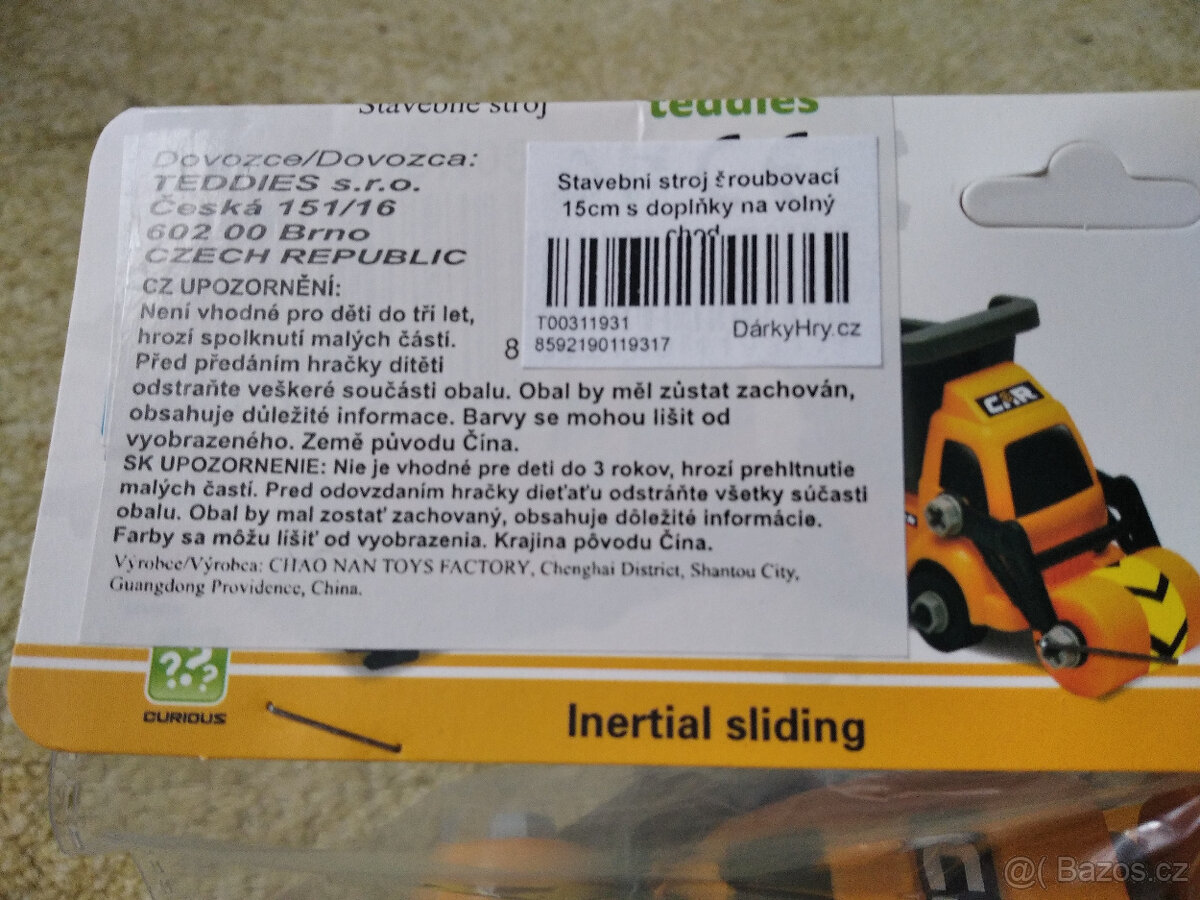 Stavebné stroj
teddies
Dovozce/Dovozca:
TEDDIES s.r.o.
Česká 151/16
602 00 Brno
CZECH REPUBLIC
Stavební stroj šroubovací
15cm s doplňky na volný
chod
T00311931
8592190119317
DárkyHry.cz
8
CZ UPOZORNĚNÍ:
Není vhodné pro děti do tří let,
hrozí spolknutí malých částí.
Před předáním hračky dítěti
odstraňte veškeré součásti obalu. Obal by měl zůstat zachován,
obsahuje důležité informace. Barvy se mohou lišit od
vyobrazeného. Země původu Čína.
SK UPOZORNENIE: Nie je vhodné pre deti do 3 rokov, hrozí prehltnutie
malých častí. Pred odovzdaním hračky dieťaťu odstráňte všetky súčasti
obalu. Obal by mal zostať zachovaný, obsahuje dôležité informácie.
Farby sa môžu líšiť od vyobrazenia. Krajina pôvodu Čína.
Výrobce/Výrobca: CHAO NAN TOYS FACTORY, Chenghai District, Shantou City,
Guangdong Providence, China.
CAR
???
CURIOUS
Inertial sliding
@( Bazos.cz